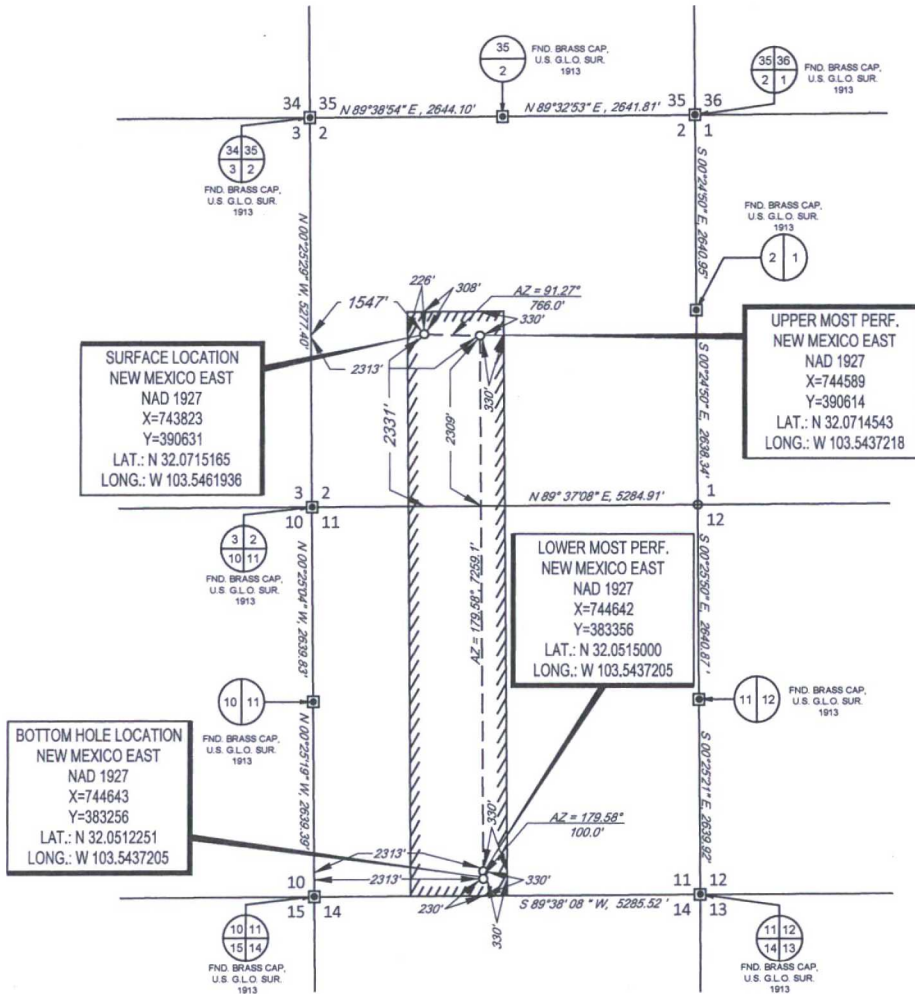 35
2
FND. BRASS CAP,
U.S. G.L.O. SUR.
1913
35 36
2 1
FND. BRASS CAP,
U.S. G.L.O. SUR.
1913
34 35
3 2
N 89°38'54" E , 2644.10'
N 89°32'53" E, 2641.81'
35 36
2 1
34 35
3 2
FND. BRASS CAP,
U.S. G.L.O. SUR.
1913
S 00°24'50" E, 2640.95'
FND. BRASS CAP,
U.S. G.L.O. SUR.
1913
2 1
N 00°25'29" W, 5277.40'
226'
308'
AZ = 91.27°
766.0'
1547'
330'
2313'
330'
2331'
2309'
SURFACE LOCATION
NEW MEXICO EAST
NAD 1927
X=743823
Y=390631
LAT.: N 32.0715165
LONG.: W 103.5461936
UPPER MOST PERF.
NEW MEXICO EAST
NAD 1927
X=744589
Y=390614
LAT.: N 32.0714543
LONG.: W 103.5437218
S 00°24'50" E, 2638.34'
3 2
10 11
N 89° 37'08" E, 5284.91'
1
12
3 2
10 11
FND. BRASS CAP,
U.S. G.L.O. SUR.
1913
N 00°25'04" W, 2639.83'
AZ = 179.58°, 7259.1'
LOWER MOST PERF.
NEW MEXICO EAST
NAD 1927
X=744642
Y=383356
LAT.: N 32.0515000
LONG.: W 103.5437205
S 00°25'50" E, 2640.87 '
10 11
FND. BRASS CAP,
U.S. G.L.O. SUR.
1913
11 12
FND. BRASS CAP,
U.S. G.L.O. SUR.
1913
BOTTOM HOLE LOCATION
NEW MEXICO EAST
NAD 1927
X=744643
Y=383256
LAT.: N 32.0512251
LONG.: W 103.5437205
N 00°25'19" W, 2639.39'
S 00°25'21" E, 2639.92'
330'
AZ = 179.58°
100.0'
2313'
2313'
330'
230'
330'
10
15 14
S 89°38' 08 " W, 5285.52 '
11 12
14 13
10 11
15 14
FND. BRASS CAP,
U.S. G.L.O. SUR.
1913
11 12
14 13
FND. BRASS CAP,
U.S. G.L.O. SUR.
1913